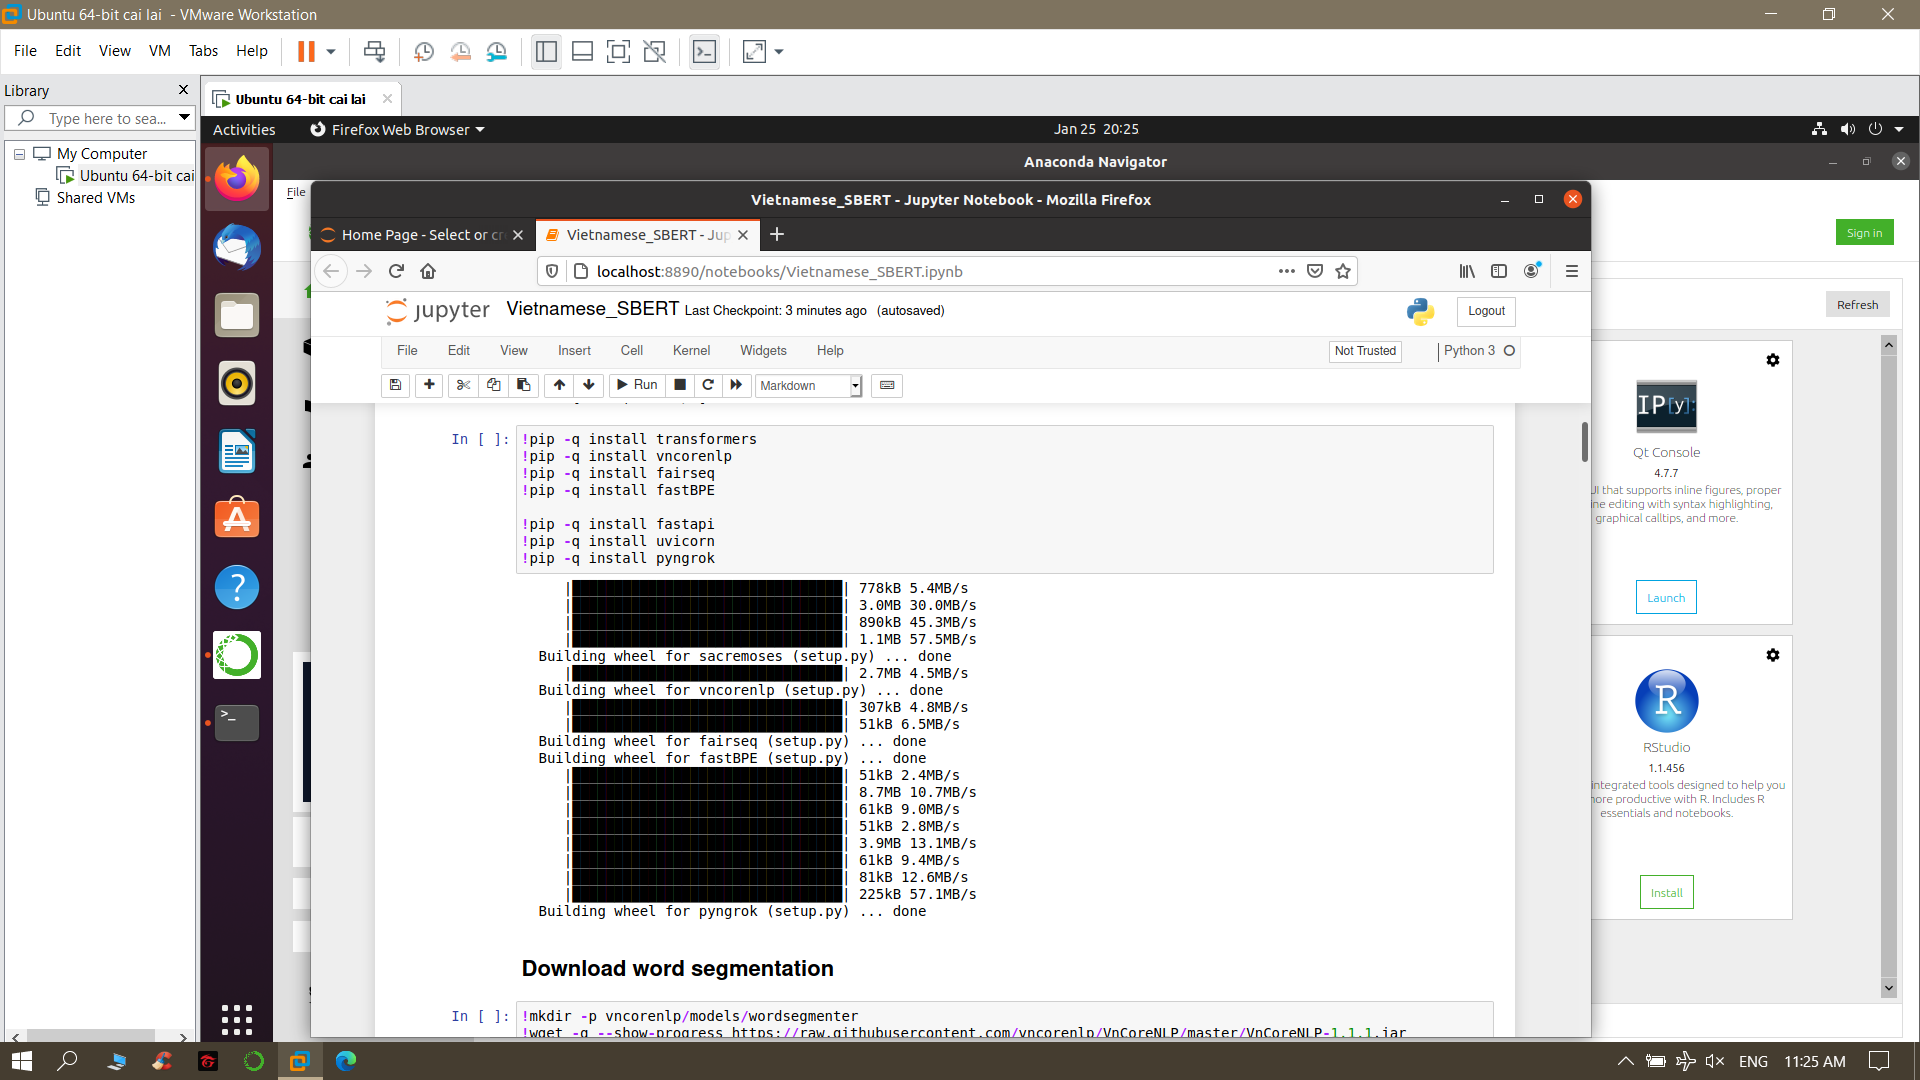 Ubuntu 64-bit cai lai - VMware Workstation
File Edit View VM Tabs Help
Library
Type here to sea...
My Computer
Ubuntu 64-bit cai
Shared VMs
Ubuntu 64-bit cai lai
Activities Firefox Web Browser Jan 25 20:25
Anaconda Navigator
File
Sign in
Refresh
Vietnamese_SBERT - Jupyter Notebook - Mozilla Firefox
Home Page - Select or cr
Vietnamese_SBERT - Jup
localhost:8890/notebooks/Vietnamese_SBERT.ipynb
jupyter Vietnamese_SBERT Last Checkpoint: 3 minutes ago (autosaved)
Logout
File Edit View Insert Cell Kernel Widgets Help
Not Trusted Python 3
Run Markdown
In [ ]: !pip -q install transformers
!pip -q install vncorenlp
!pip -q install fairseq
!pip -q install fastBPE
!pip -q install fastapi
!pip -q install uvicorn
!pip -q install pyngrok
| 778kB 5.4MB/s
| 3.0MB 30.0MB/s
| 890kB 45.3MB/s
| 1.1MB 57.5MB/s
Building wheel for sacremoses (setup.py) ... done
| 2.7MB 4.5MB/s
Building wheel for vncorenlp (setup.py) ... done
| 307kB 4.8MB/s
| 51kB 6.5MB/s
Building wheel for fairseq (setup.py) ... done
Building wheel for fastBPE (setup.py) ... done
| 51kB 2.4MB/s
| 8.7MB 10.7MB/s
| 61kB 9.0MB/s
| 51kB 2.8MB/s
| 3.9MB 13.1MB/s
| 61kB 9.4MB/s
| 81kB 12.6MB/s
| 225kB 57.1MB/s
Building wheel for pyngrok (setup.py) ... done
Download word segmentation
In [ ]: !mkdir -p vncorenlp/models/wordsegmenter
!wget -q --show-progress https://raw.githubusercontent.com/vncorenlp/VnCoreNLP/master/VnCoreNLP-1.1.1.jar
IP[y]:
Qt Console
4.7.7
UI that supports inline figures, proper
ne editing with syntax highlighting,
graphical calltips, and more.
Launch
R
RStudio
1.1.456
integrated tools designed to help you
ore productive with R. Includes R
essentials and notebooks.
Install
ENG 11:25 AM